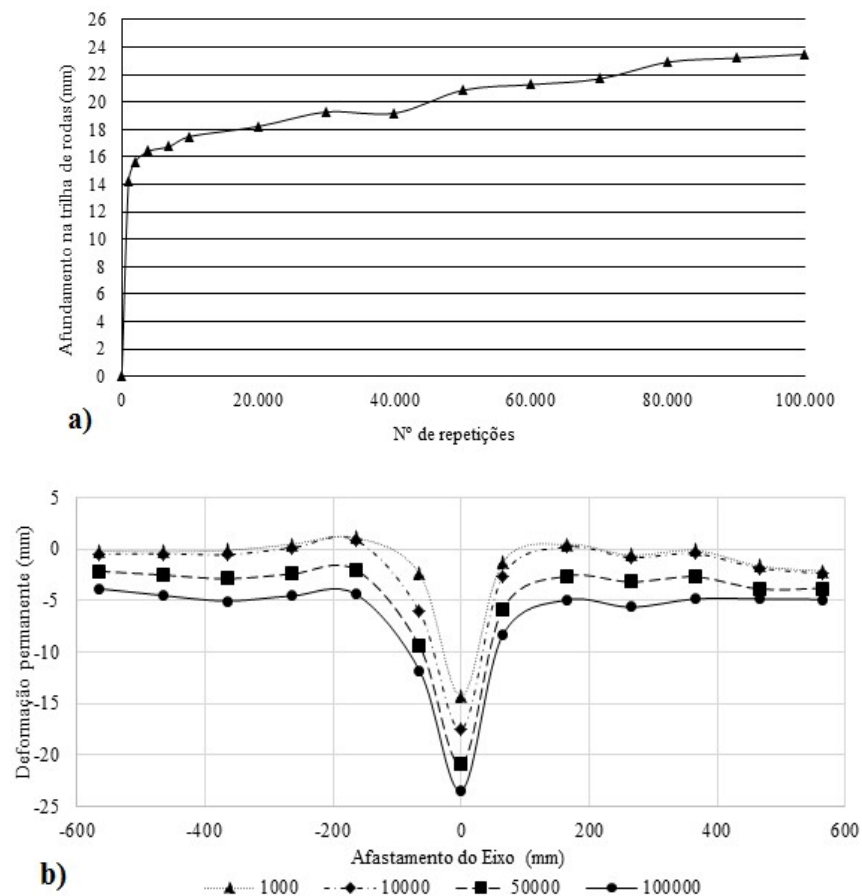 26
24
22
20
18
16
14
12
10
8
6
4
2
0
Afundamento na trilha de rodas (mm)
0 20.000 40.000 60.000 80.000 100.000
Nº de repetições
a)
5
0
-5
-10
-15
-20
-25
Deformação permanente (mm)
-600 -400 -200 0 200 400 600
Afastamento do Eixo (mm)
b)
1000 10000 50000 100000